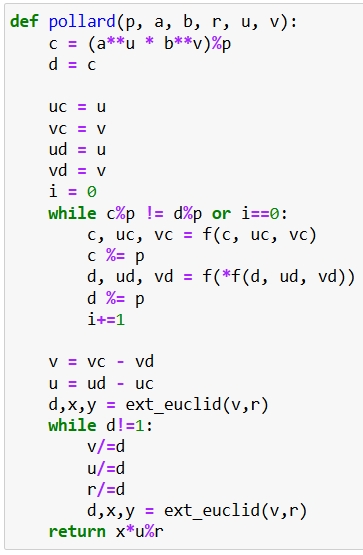 def pollard(p, a, b, r, u, v):
    c = (a**u * b**v)%p
    d = c

    uc = u
    vc = v
    ud = u
    vd = v
    i = 0
    while c%p != d%p or i==0:
        c, uc, vc = f(c, uc, vc)
        c %= p
        d, ud, vd = f(*f(d, ud, vd))
        d %= p
        i+=1

    v = vc - vd
    u = ud - uc
    d,x,y = ext_euclid(v,r)
    while d!=1:
        v/=d
        u/=d
        r/=d
        d,x,y = ext_euclid(v,r)
    return x*u%r